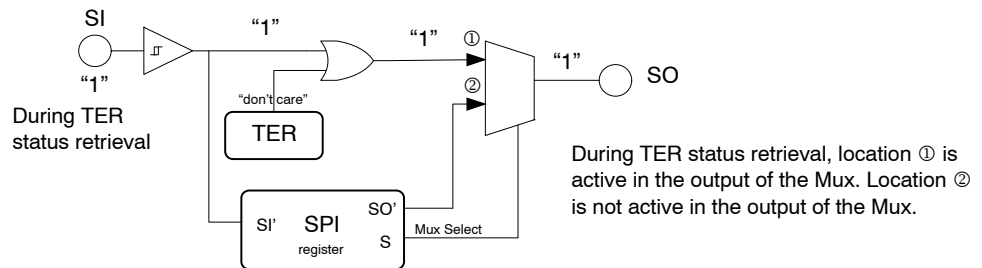 SI
“1”
“1”
①
“1”
SO
“1”
②
During TER
status retrieval
“don’t care”
TER
During TER status retrieval, location ① is
active in the output of the Mux. Location ②
is not active in the output of the Mux.
SI’
SPI
register
SO’
S
Mux Select